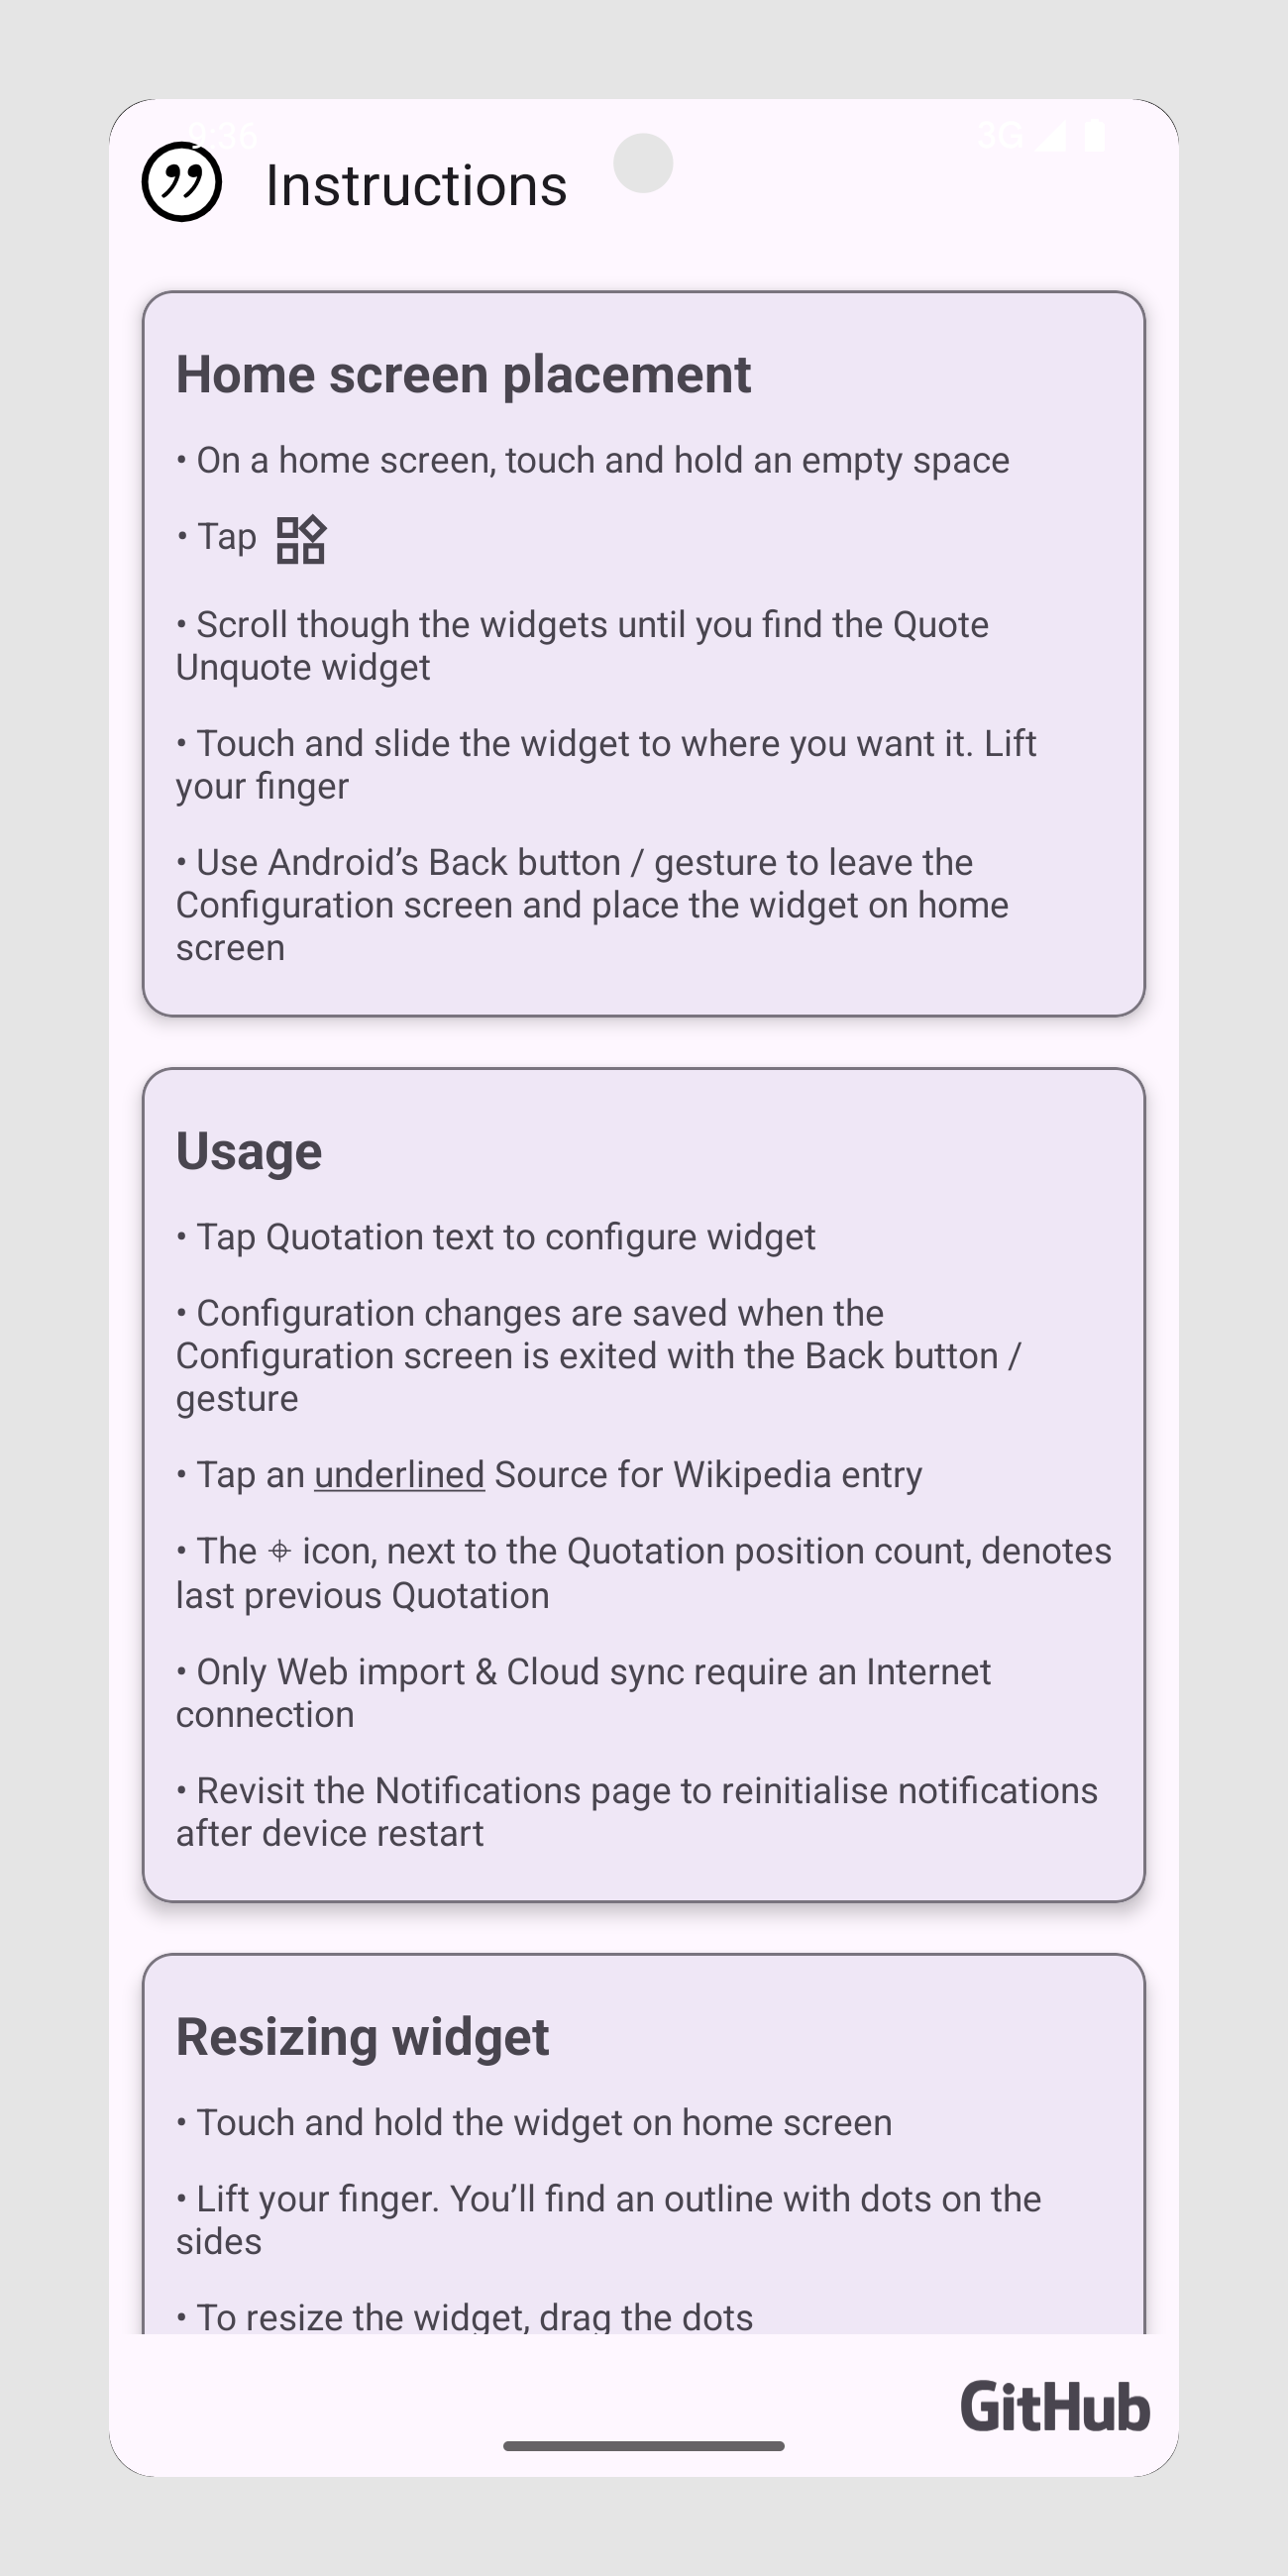 9:36
3G
Instructions
Home screen placement
• On a home screen, touch and hold an empty space
• Tap
• Scroll though the widgets until you find the Quote
Unquote widget
• Touch and slide the widget to where you want it. Lift
your finger
• Use Android’s Back button / gesture to leave the
Configuration screen and place the widget on home
screen
Usage
• Tap Quotation text to configure widget
• Configuration changes are saved when the
Configuration screen is exited with the Back button /
gesture
• Tap an underlined Source for Wikipedia entry
• The ⌖ icon, next to the Quotation position count, denotes
last previous Quotation
• Only Web import & Cloud sync require an Internet
connection
• Revisit the Notifications page to reinitialise notifications
after device restart
Resizing widget
• Touch and hold the widget on home screen
• Lift your finger. You’ll find an outline with dots on the
sides
• To resize the widget, drag the dots
GitHub